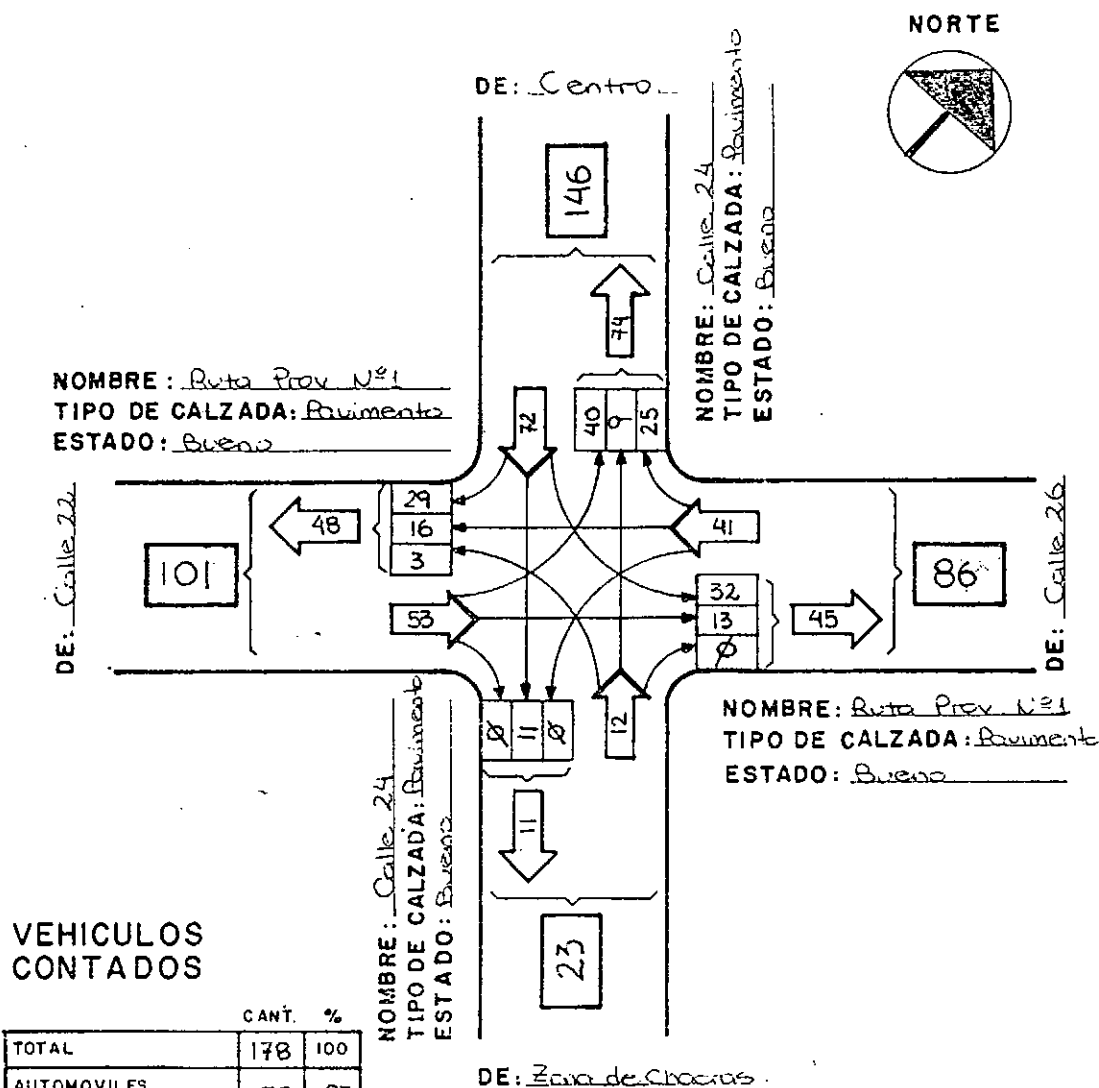 NORTE
DE: Centro
146
NOMBRE: Calle 24
TIPO DE CALZADA: Pavimento
ESTADO: Bueno
74
NOMBRE: Ruta Prov Nº1
TIPO DE CALZADA: Pavimento
ESTADO: Bueno
72
40 9 25
DE: Calle 22
101
48
29
16
3
41
53
32
13
Ø
45
86
DE: Calle 26
Ø 11 Ø
12
NOMBRE: Ruta Prov Nº1
TIPO DE CALZADA: Pavimento
ESTADO: Bueno
NOMBRE: Calle 24
TIPO DE CALZADA: Pavimento
ESTADO: Bueno
11
23
VEHICULOS
CONTADOS
CANT. %
TOTAL 178 100
AUTOMOVILES
DE: Zona de Chacras